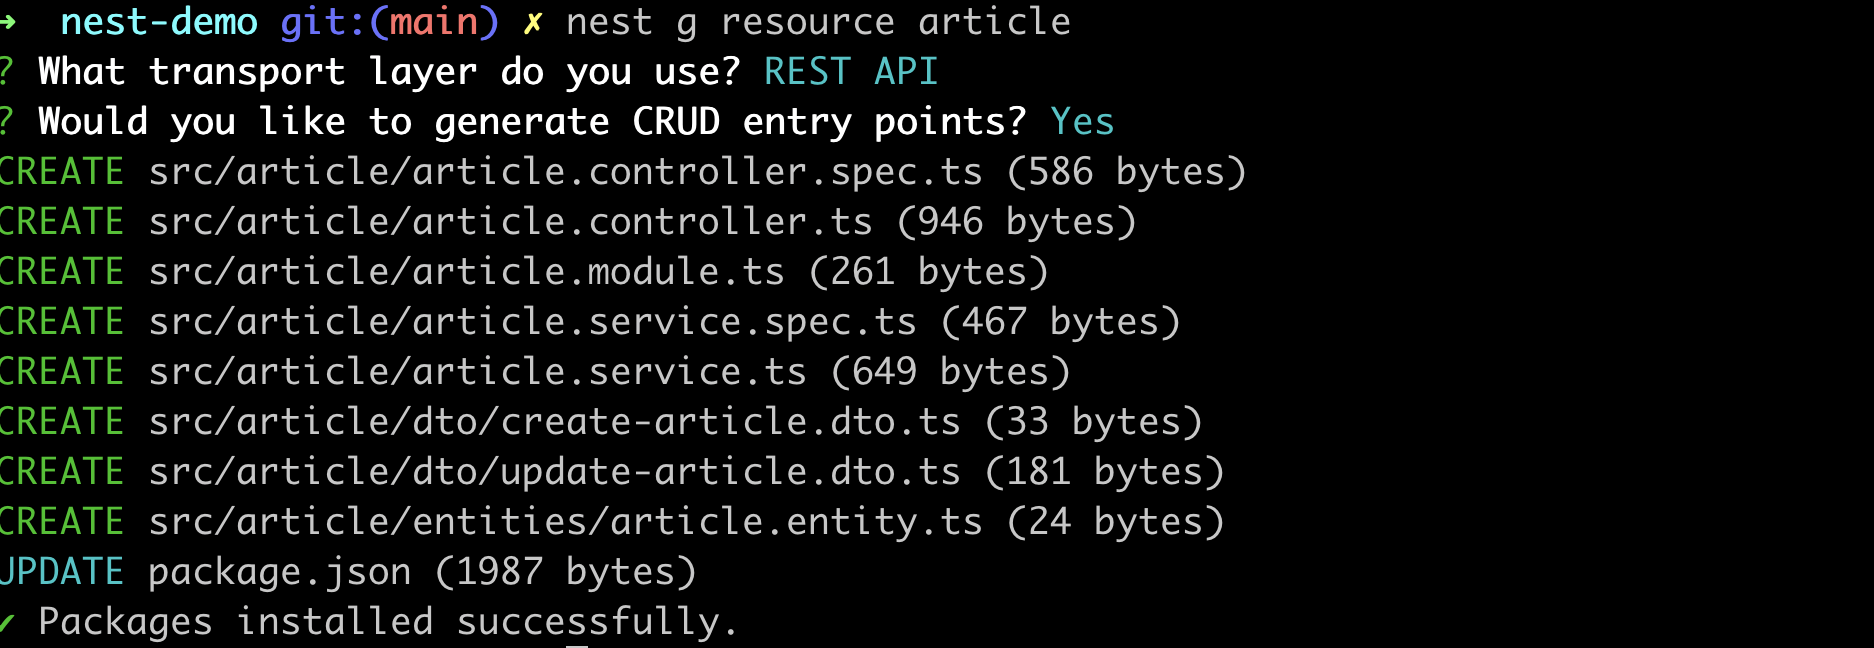 ➜ nest-demo git:(main) ✗ nest g resource article
? What transport layer do you use? REST API
? Would you like to generate CRUD entry points? Yes
CREATE src/article/article.controller.spec.ts (586 bytes)
CREATE src/article/article.controller.ts (946 bytes)
CREATE src/article/article.module.ts (261 bytes)
CREATE src/article/article.service.spec.ts (467 bytes)
CREATE src/article/article.service.ts (649 bytes)
CREATE src/article/dto/create-article.dto.ts (33 bytes)
CREATE src/article/dto/update-article.dto.ts (181 bytes)
CREATE src/article/entities/article.entity.ts (24 bytes)
UPDATE package.json (1987 bytes)
✔ Packages installed successfully.